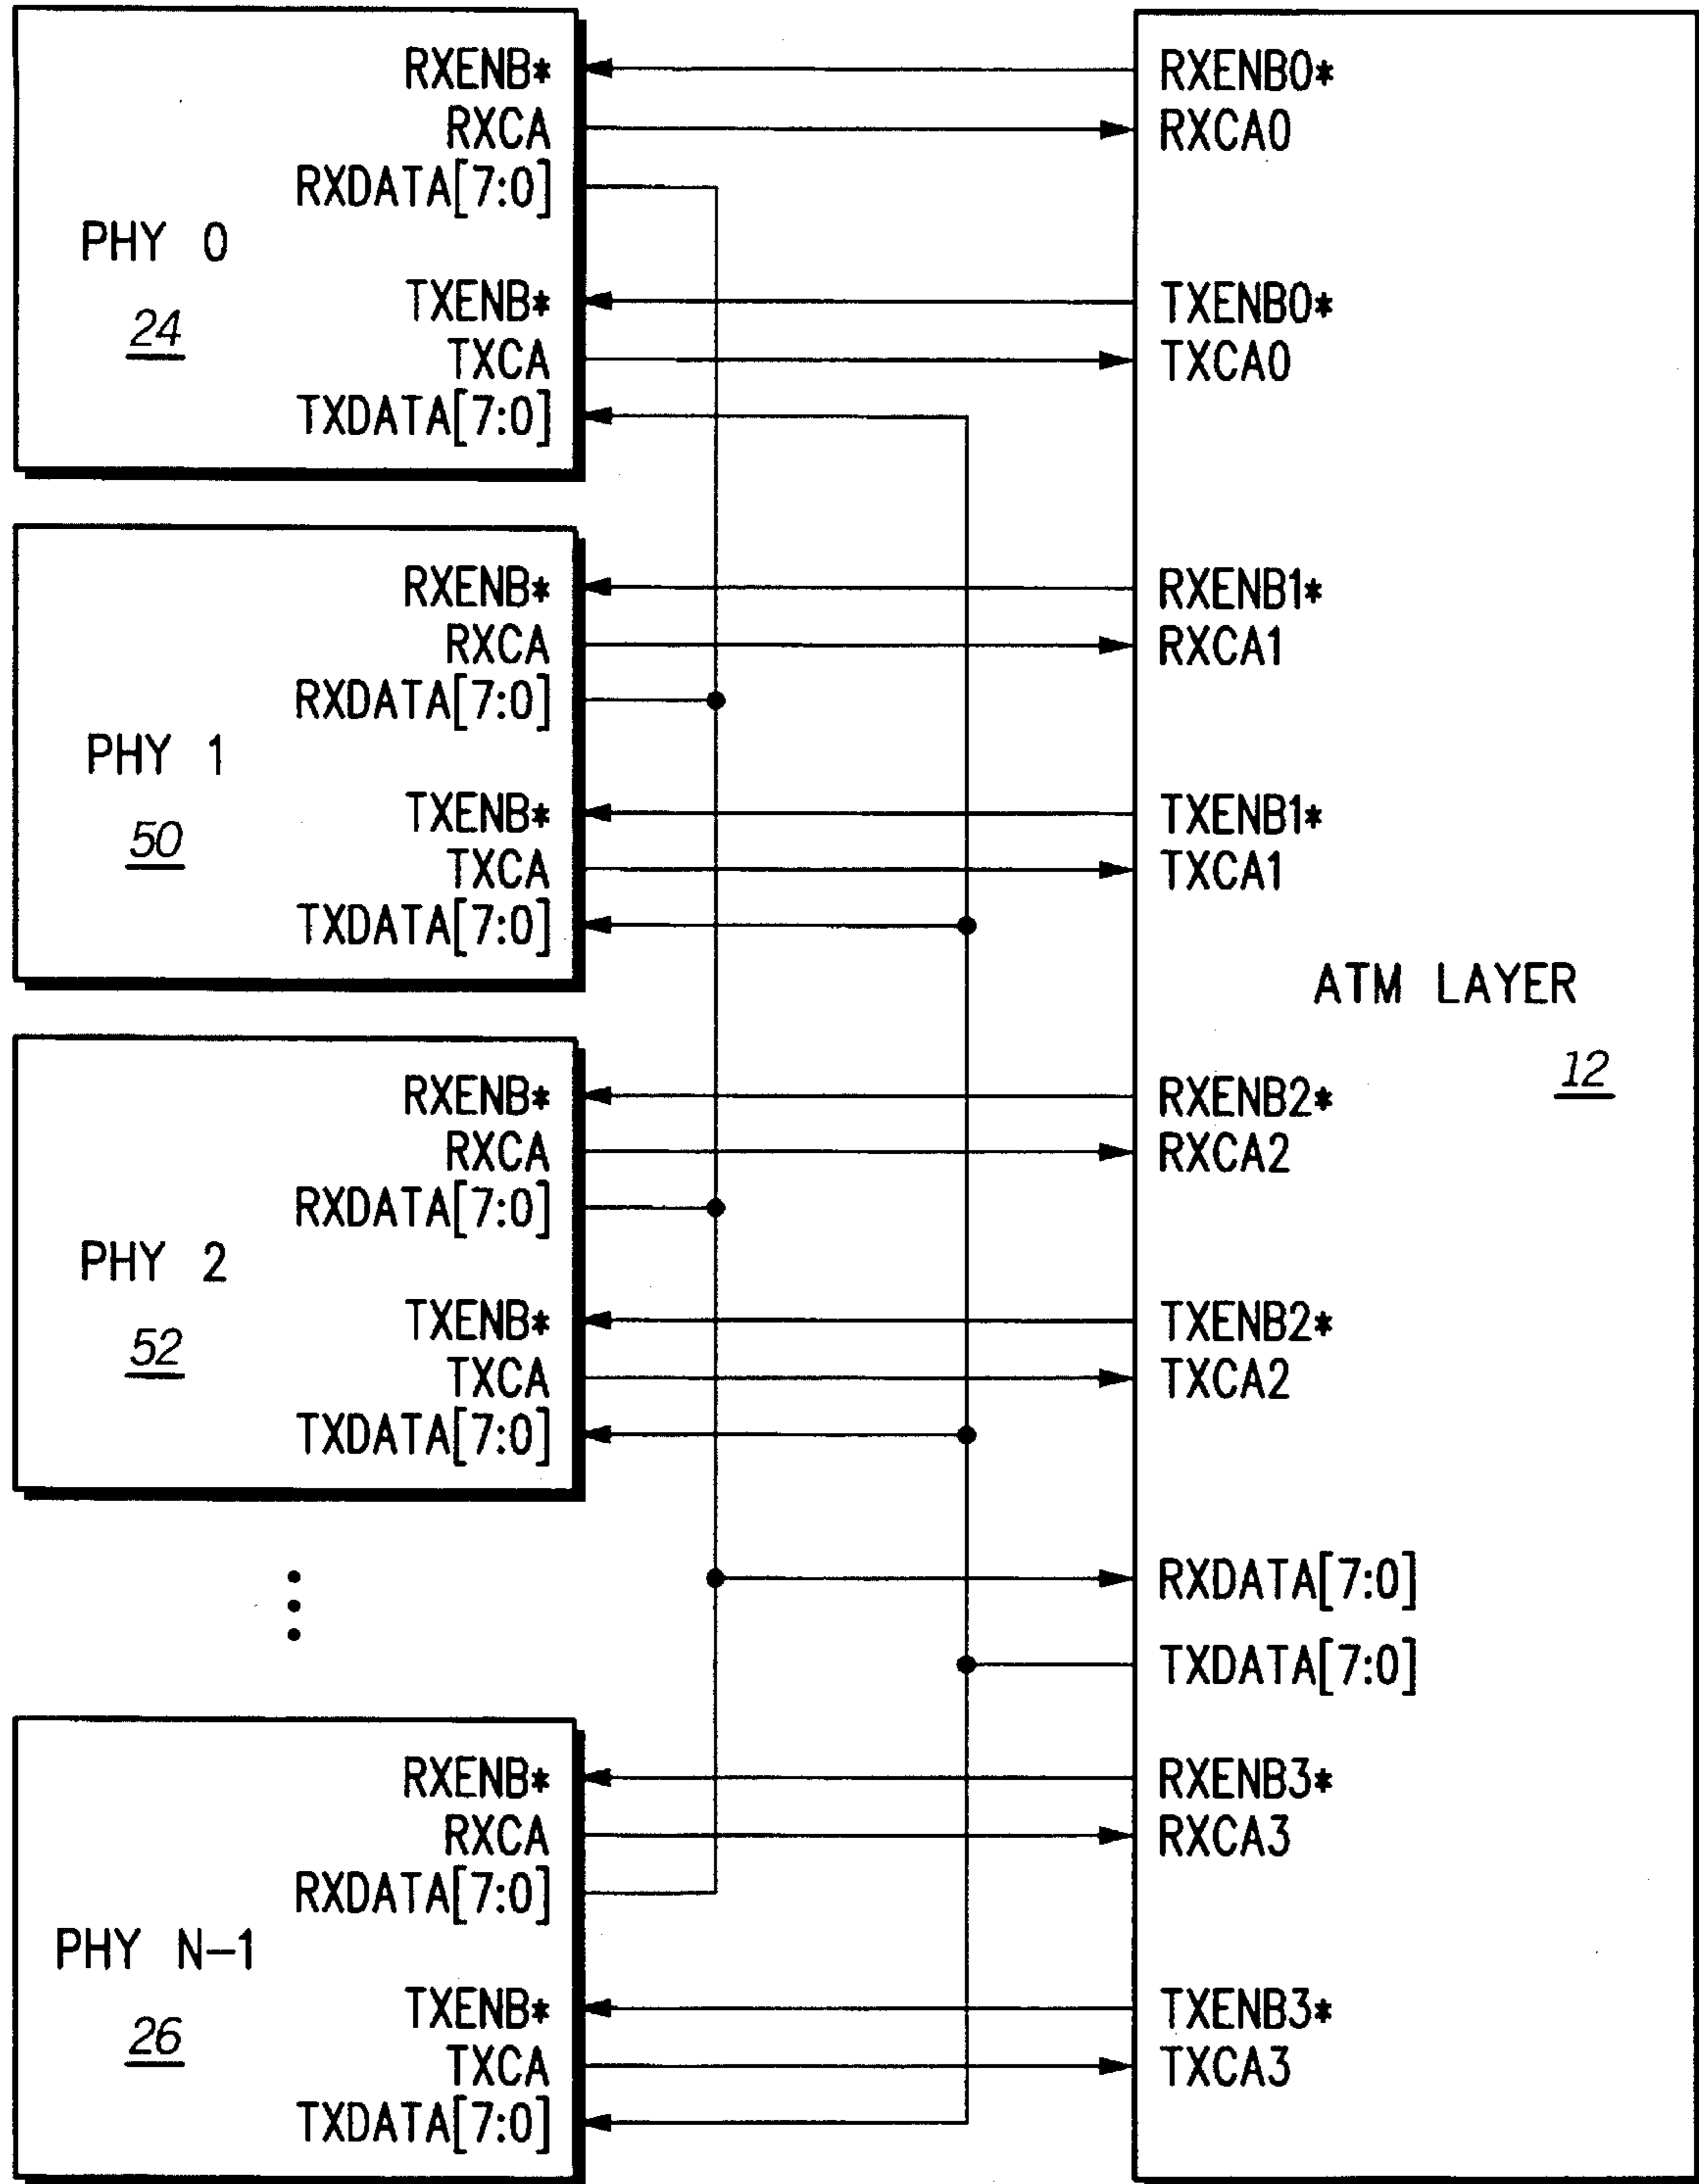 RXENB*
RXCA
RXDATA[7:0]
PHY 0
24
TXENB*
TXCA
TXDATA[7:0]
RXENB*
RXCA
RXDATA[7:0]
PHY 1
50
TXENB*
TXCA
TXDATA[7:0]
RXENB*
RXCA
RXDATA[7:0]
PHY 2
52
TXENB*
TXCA
TXDATA[7:0]
RXENB*
RXCA
RXDATA[7:0]
PHY N-1
26
TXENB*
TXCA
TXDATA[7:0]
RXENB0*
RXCA0
TXENB0*
TXCA0
RXENB1*
RXCA1
TXENB1*
TXCA1
ATM LAYER
12
RXENB2*
RXCA2
TXENB2*
TXCA2
RXDATA[7:0]
TXDATA[7:0]
RXENB3*
RXCA3
TXENB3*
TXCA3